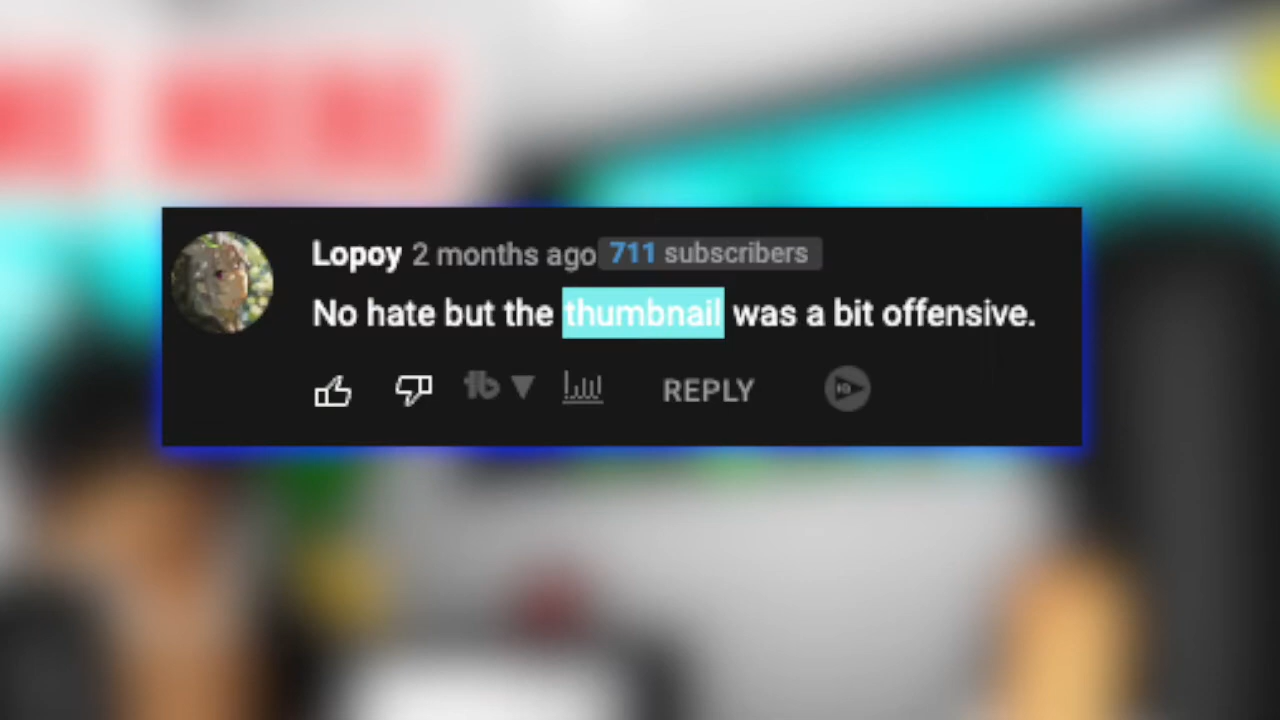 Lopoy 2 months ago 711 subscribers
No hate but the thumbnail was a bit offensive.
REPLY